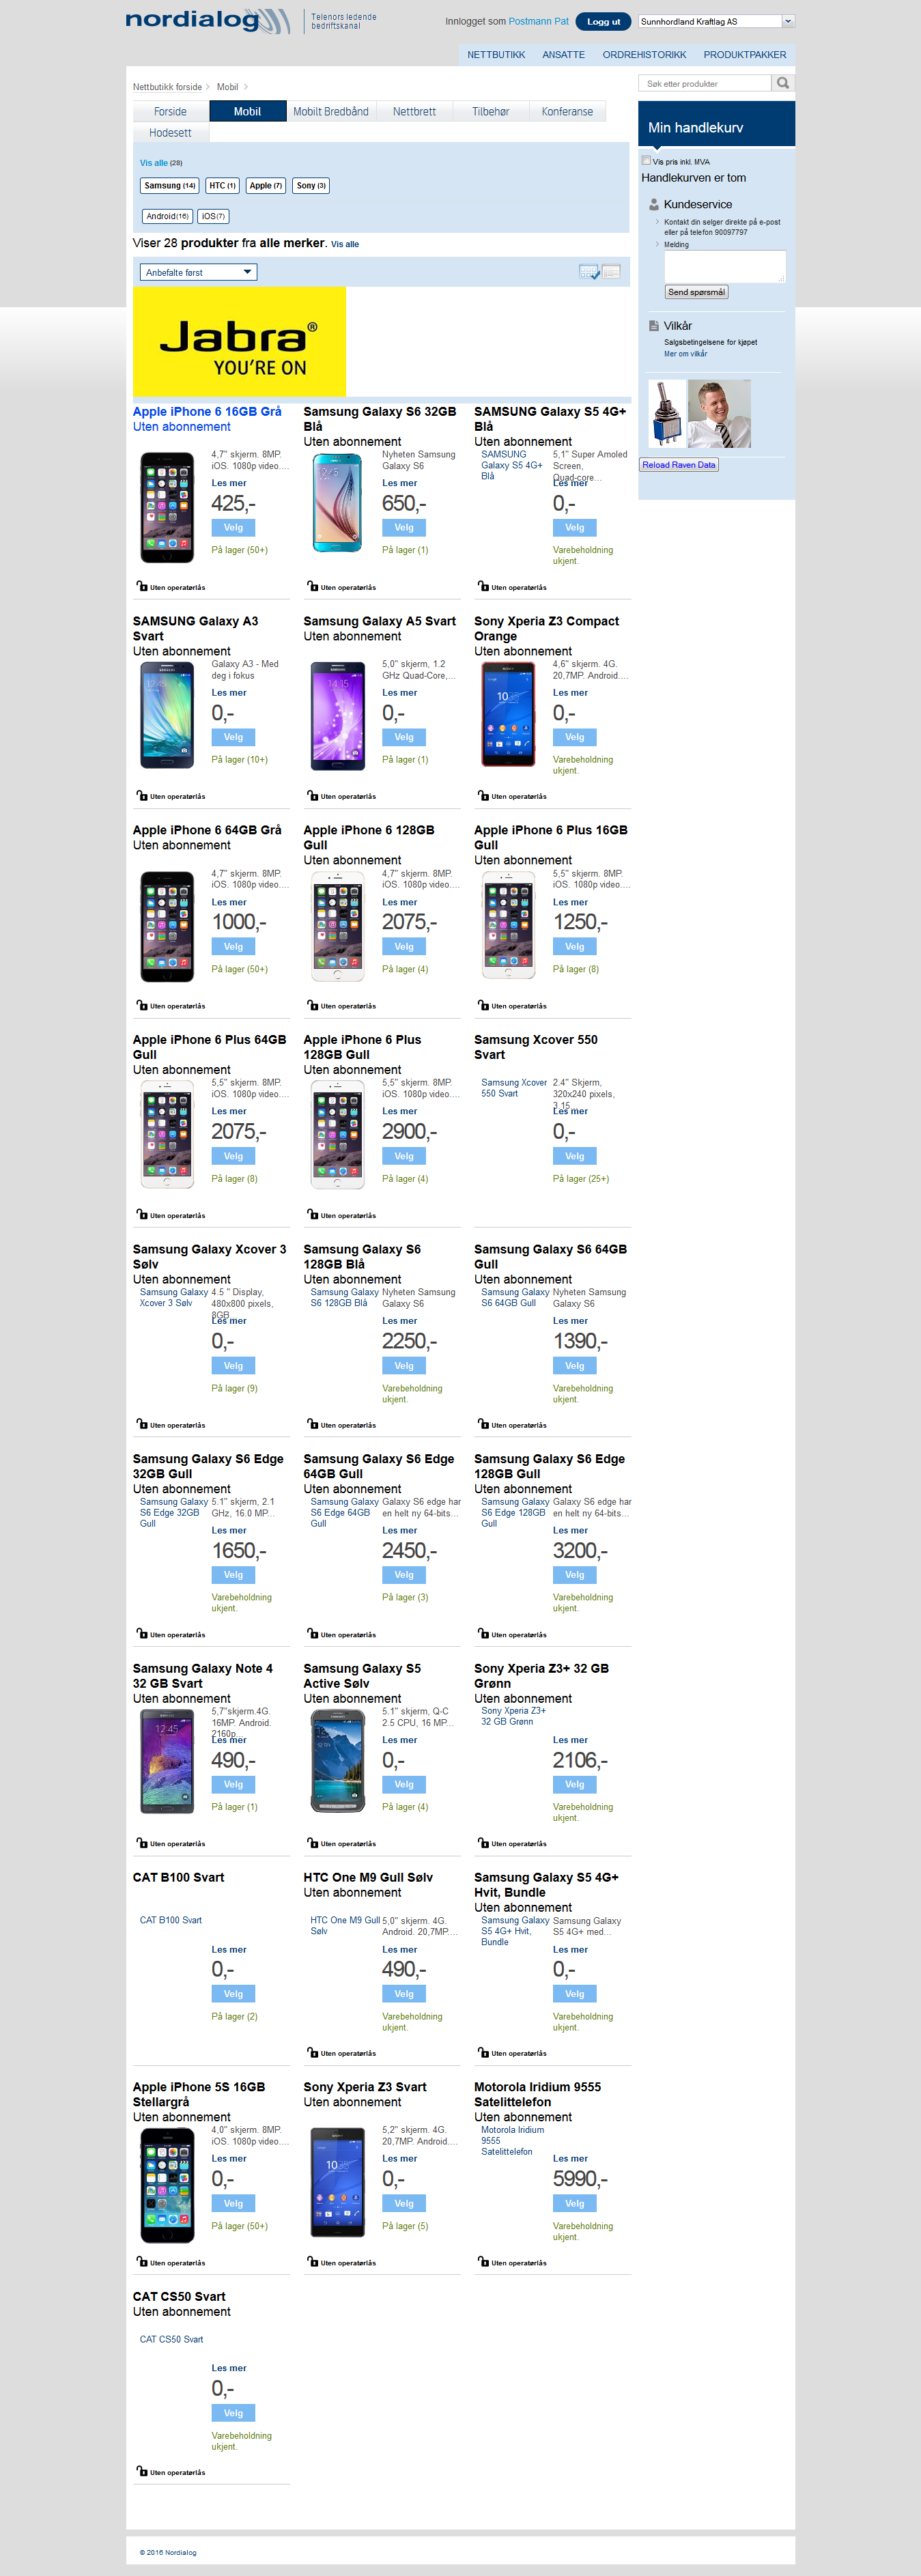 nordialog
Telenors ledende
bedriftskanal
Innlogget som Postmann Pat
Logg ut
Sunnhordland Kraftlag AS
NETTBUTIKK ANSATTE ORDREHISTORIKK PRODUKTPAKKER
Nettbutikk forside > Mobil >
Søk etter produkter
Forside Mobil Mobilt Bredbånd Nettbrett Tilbehør Konferanse
Hodesett
Vis alle (28)
Samsung (14) HTC (1) Apple (7) Sony (3)
Android(16) iOS(7)
Viser 28 produkter fra alle merker. Vis alle
Anbefalte først
Jabra®
YOU'RE ON
Min handlekurv
Vis pris inkl. MVA
Handlekurven er tom
Kundeservice
Kontakt din selger direkte på e-post
eller på telefon 90097797
Melding
Send spørsmål
Vilkår
Salgsbetingelsene for kjøpet
Mer om vilkår
Reload Raven Data
Apple iPhone 6 16GB Grå
Uten abonnement
4,7" skjerm. 8MP.
iOS. 1080p video....
Les mer
425,-
Velg
På lager (50+)
Uten operatørlås
Samsung Galaxy S6 32GB
Blå
Uten abonnement
Nyheten Samsung
Galaxy S6
Les mer
650,-
Velg
På lager (1)
Uten operatørlås
SAMSUNG Galaxy S5 4G+
Blå
Uten abonnement
SAMSUNG
Galaxy S5 4G+
Blå
5,1" Super Amoled
Screen,
Quad-core...
Les mer
0,-
Velg
Varebeholdning
ukjent.
Uten operatørlås
SAMSUNG Galaxy A3
Svart
Uten abonnement
Galaxy A3 - Med
deg i fokus
Les mer
0,-
Velg
På lager (10+)
Uten operatørlås
Samsung Galaxy A5 Svart
Uten abonnement
5,0" skjerm, 1.2
GHz Quad-Core,...
Les mer
0,-
Velg
På lager (1)
Uten operatørlås
Sony Xperia Z3 Compact
Orange
Uten abonnement
4,6" skjerm. 4G.
20,7MP. Android....
Les mer
0,-
Velg
Varebeholdning
ukjent.
Uten operatørlås
Apple iPhone 6 64GB Grå
Uten abonnement
4,7" skjerm. 8MP.
iOS. 1080p video....
Les mer
1000,-
Velg
På lager (50+)
Uten operatørlås
Apple iPhone 6 128GB
Gull
Uten abonnement
4,7" skjerm. 8MP.
iOS. 1080p video....
Les mer
2075,-
Velg
På lager (4)
Uten operatørlås
Apple iPhone 6 Plus 16GB
Gull
Uten abonnement
5,5" skjerm. 8MP.
iOS. 1080p video....
Les mer
1250,-
Velg
På lager (8)
Uten operatørlås
Apple iPhone 6 Plus 64GB
Gull
Uten abonnement
5,5" skjerm. 8MP.
iOS. 1080p video....
Les mer
2075,-
Velg
På lager (8)
Uten operatørlås
Apple iPhone 6 Plus
128GB Gull
Uten abonnement
5,5" skjerm. 8MP.
iOS. 1080p video....
Les mer
2900,-
Velg
På lager (4)
Uten operatørlås
Samsung Xcover 550
Svart
Samsung Xcover
550 Svart
2.4" Skjerm,
320x240 pixels,
3.15...
Les mer
0,-
Velg
På lager (25+)
Samsung Galaxy Xcover 3
Sølv
Uten abonnement
Samsung Galaxy
Xcover 3 Sølv
4.5 " Display,
480x800 pixels,
8GB...
Les mer
0,-
Velg
På lager (9)
Uten operatørlås
Samsung Galaxy S6
128GB Blå
Uten abonnement
Samsung Galaxy
S6 128GB Blå
Nyheten Samsung
Galaxy S6
Les mer
2250,-
Velg
Varebeholdning
ukjent.
Uten operatørlås
Samsung Galaxy S6 64GB
Gull
Uten abonnement
Samsung Galaxy
S6 64GB Gull
Nyheten Samsung
Galaxy S6
Les mer
1390,-
Velg
Varebeholdning
ukjent.
Uten operatørlås
Samsung Galaxy S6 Edge
32GB Gull
Uten abonnement
Samsung Galaxy
S6 Edge 32GB
Gull
5.1" skjerm, 2.1
GHz, 16.0 MP...
Les mer
1650,-
Velg
Varebeholdning
ukjent.
Uten operatørlås
Samsung Galaxy S6 Edge
64GB Gull
Uten abonnement
Samsung Galaxy
S6 Edge 64GB
Gull
Galaxy S6 edge har
en helt ny 64-bits...
Les mer
2450,-
Velg
På lager (3)
Uten operatørlås
Samsung Galaxy S6 Edge
128GB Gull
Uten abonnement
Samsung Galaxy
S6 Edge 128GB
Gull
Galaxy S6 edge har
en helt ny 64-bits...
Les mer
3200,-
Velg
Varebeholdning
ukjent.
Uten operatørlås
Samsung Galaxy Note 4
32 GB Svart
Uten abonnement
5,7"skjerm.4G.
16MP. Android.
2160p...
Les mer
490,-
Velg
På lager (1)
Uten operatørlås
Samsung Galaxy S5
Active Sølv
Uten abonnement
5.1" skjerm, Q-C
2.5 CPU, 16 MP...
Les mer
0,-
Velg
På lager (4)
Uten operatørlås
Sony Xperia Z3+ 32 GB
Grønn
Uten abonnement
Sony Xperia Z3+
32 GB Grønn
Les mer
2106,-
Velg
Varebeholdning
ukjent.
Uten operatørlås
CAT B100 Svart
CAT B100 Svart
Les mer
0,-
Velg
På lager (2)
HTC One M9 Gull Sølv
Uten abonnement
HTC One M9 Gull
Sølv
5,0" skjerm. 4G.
Android. 20,7MP....
Les mer
490,-
Velg
Varebeholdning
ukjent.
Uten operatørlås
Samsung Galaxy S5 4G+
Hvit, Bundle
Uten abonnement
Samsung Galaxy
S5 4G+ Hvit,
Bundle
Samsung Galaxy
S5 4G+ med...
Les mer
0,-
Velg
Varebeholdning
ukjent.
Uten operatørlås
Apple iPhone 5S 16GB
Stellargrå
Uten abonnement
4,0" skjerm. 8MP.
iOS. 1080p video....
Les mer
0,-
Velg
På lager (50+)
Uten operatørlås
Sony Xperia Z3 Svart
Uten abonnement
5,2" skjerm. 4G.
20,7MP. Android....
Les mer
0,-
Velg
På lager (5)
Uten operatørlås
Motorola Iridium 9555
Satelittelefon
Uten abonnement
Motorola Iridium
9555
Satelittelefon
Les mer
5990,-
Velg
Varebeholdning
ukjent.
Uten operatørlås
CAT CS50 Svart
Uten abonnement
CAT CS50 Svart
Les mer
0,-
Velg
Varebeholdning
ukjent.
Uten operatørlås
© 2016 Nordialog